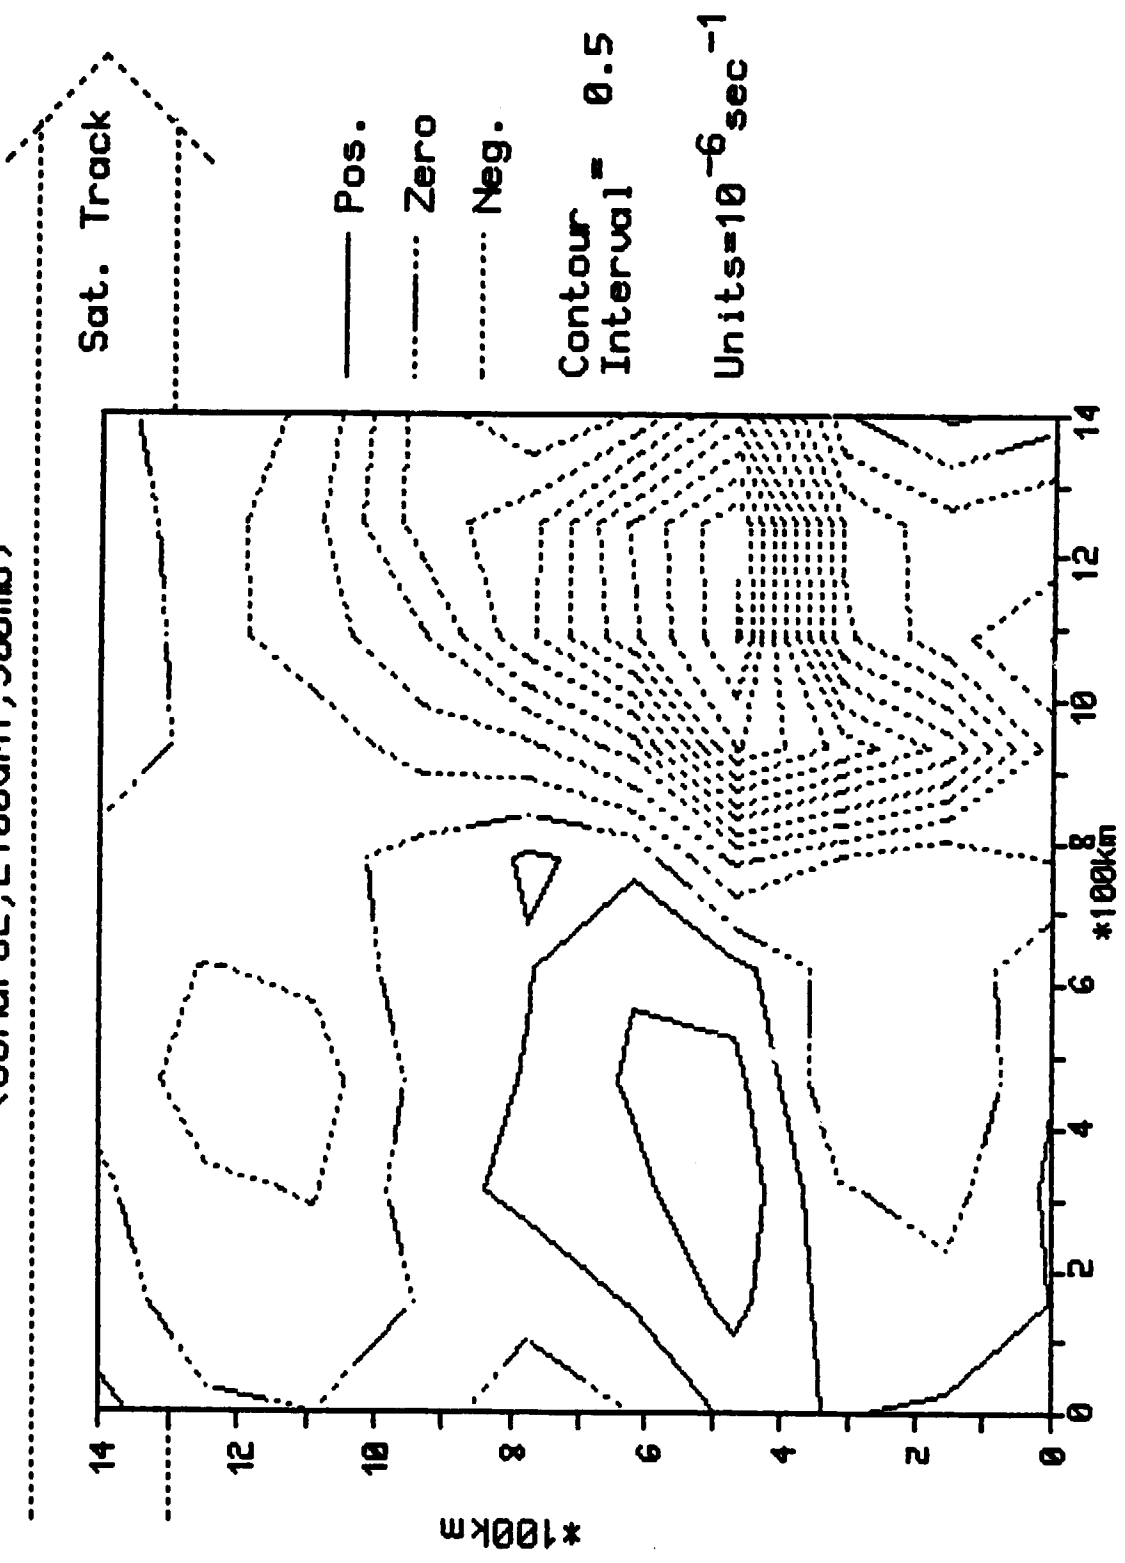 Sat. Track
Pos.
Zero
Neg.
Contour
Interval = 0.5
Units=10⁻⁶sec⁻¹
14
12
10
8
6
4
2
0
*100km
0
2
4
6
8
10
12
14
*100km